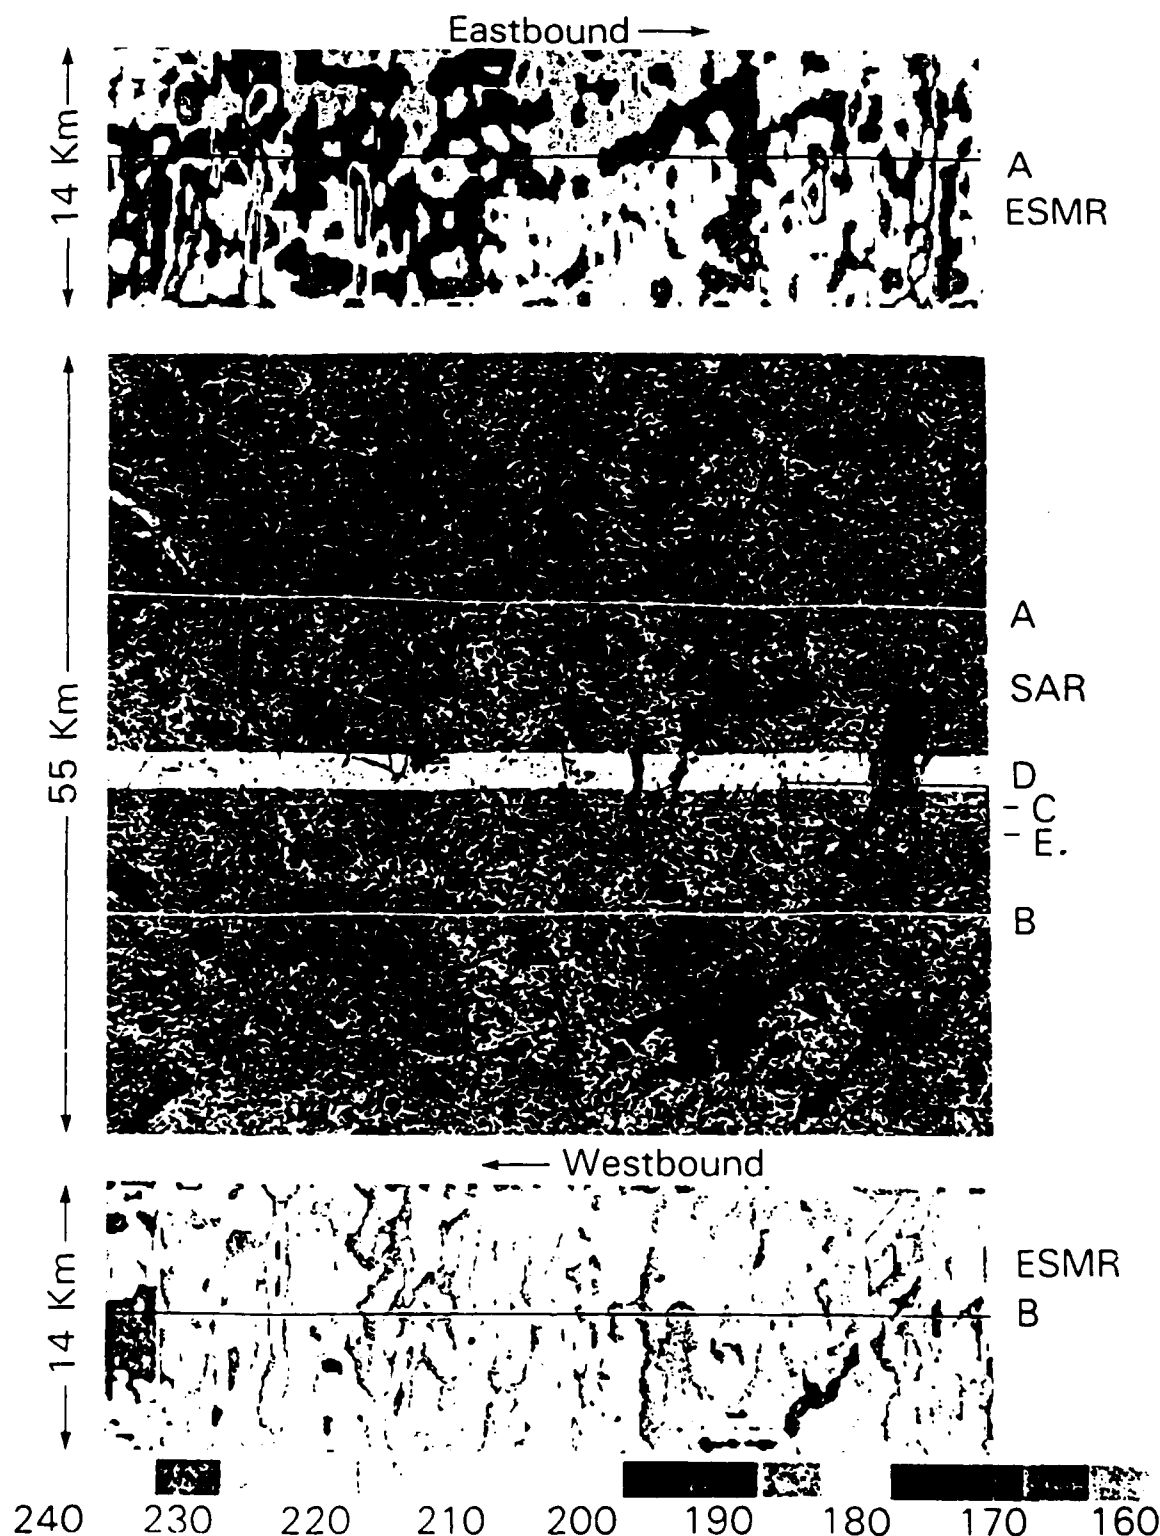 Eastbound →
14 Km
A
ESMR
55 Km
A
SAR
D
- C
- E.
B
← Westbound
14 Km
ESMR
B
240 230 220 210 200 190 180 170 160